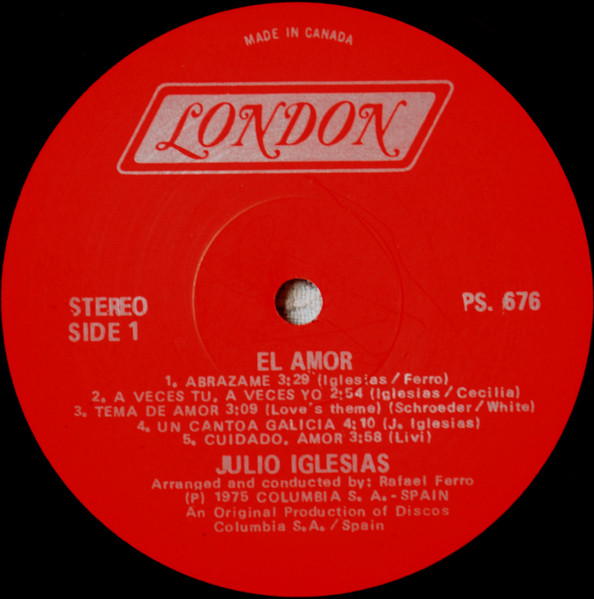 MADE IN CANADA
LONDON
STEREO
SIDE 1
PS. 676
EL AMOR
1. ABRAZAME 3:29 (Iglesias/Ferro)
2. A VECES TU, A VECES YO 2:54 (Iglesias/Cecilia)
3. TEMA DE AMOR 3:09 (Love's theme) (Schroeder/White)
4. UN CANTOA GALICIA 4:10 (J. Iglesias)
5. CUIDADO, AMOR 3:58 (Livi)
JULIO IGLESIAS
Arranged and conducted by: Rafael Ferro
(P) 1975 COLUMBIA S. A.-SPAIN
An Original Production of Discos
Columbia S.A./Spain